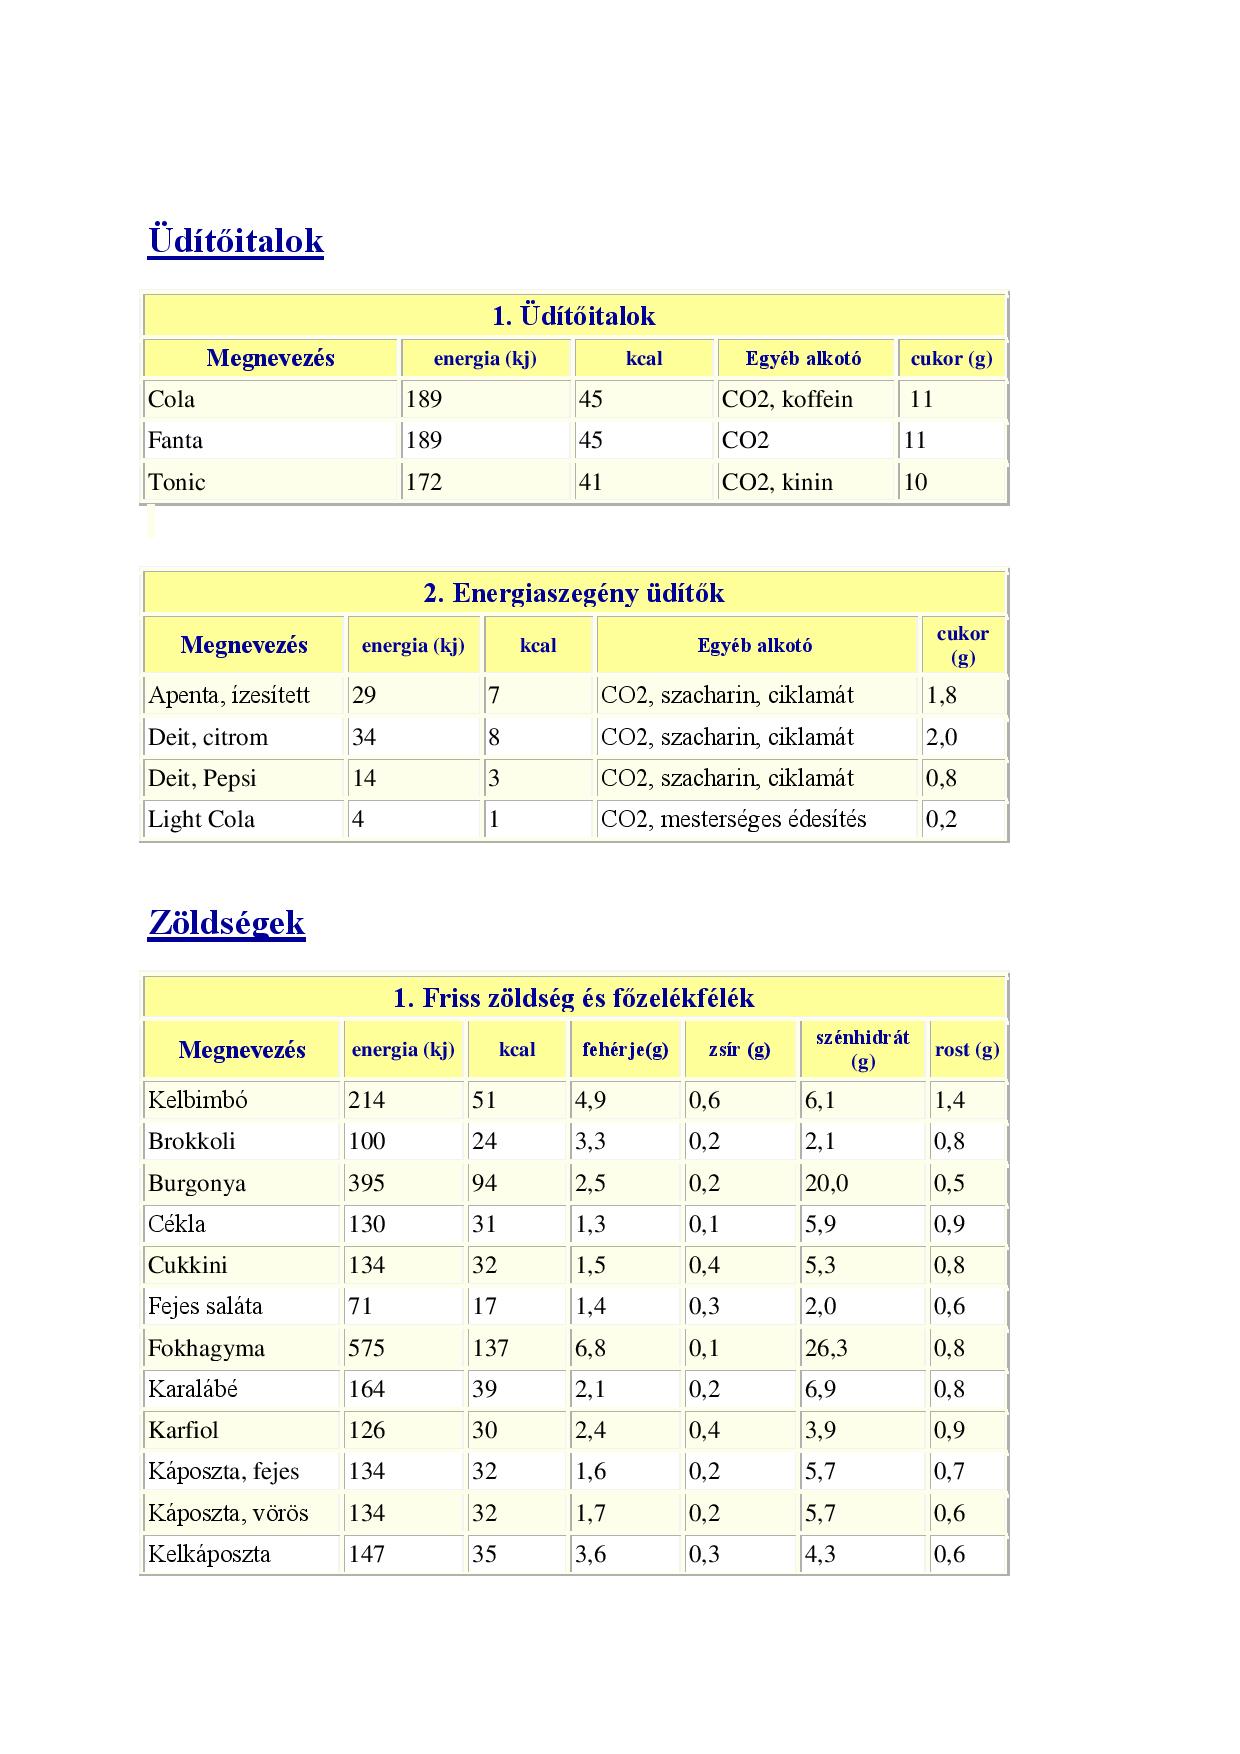 Üdítőitalok
1. Üdítőitalok
Megnevezés energia (kj) kcal Egyéb alkotó cukor (g)
Cola 189 45 CO2, koffein 11
Fanta 189 45 CO2 11
Tonic 172 41 CO2, kinin 10
2. Energiaszegény üdítők
Megnevezés energia (kj) kcal Egyéb alkotó cukor (g)
Apenta, ízesített 29 7 CO2, szacharin, ciklamát 1,8
Deit, citrom 34 8 CO2, szacharin, ciklamát 2,0
Deit, Pepsi 14 3 CO2, szacharin, ciklamát 0,8
Light Cola 4 1 CO2, mesterséges édesítés 0,2
Zöldségek
1. Friss zöldség és főzelékfélék
Megnevezés energia (kj) kcal fehérje(g) zsír (g) szénhidrát (g) rost (g)
Kelbimbó 214 51 4,9 0,6 6,1 1,4
Brokkoli 100 24 3,3 0,2 2,1 0,8
Burgonya 395 94 2,5 0,2 20,0 0,5
Cékla 130 31 1,3 0,1 5,9 0,9
Cukkini 134 32 1,5 0,4 5,3 0,8
Fejes saláta 71 17 1,4 0,3 2,0 0,6
Fokhagyma 575 137 6,8 0,1 26,3 0,8
Karalábé 164 39 2,1 0,2 6,9 0,8
Karfiol 126 30 2,4 0,4 3,9 0,9
Káposzta, fejes 134 32 1,6 0,2 5,7 0,7
Káposzta, vörös 134 32 1,7 0,2 5,7 0,6
Kelkáposzta 147 35 3,6 0,3 4,3 0,6